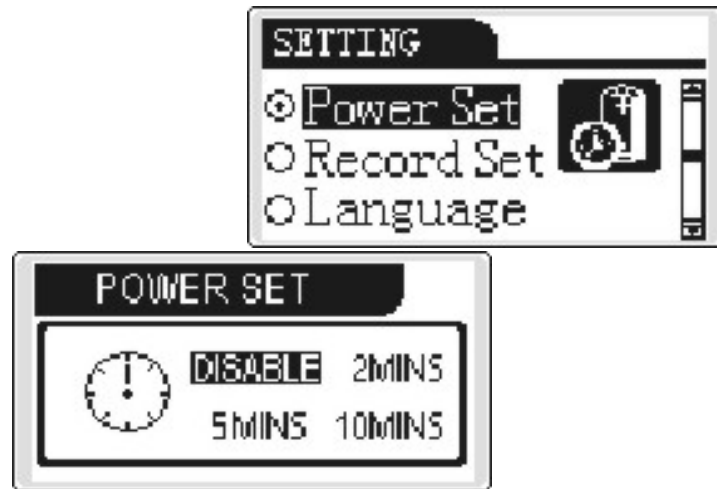 SETTING
Power Set
Record Set
Language
POWER SET
DISABLE 2MINS
5MINS 10MINS